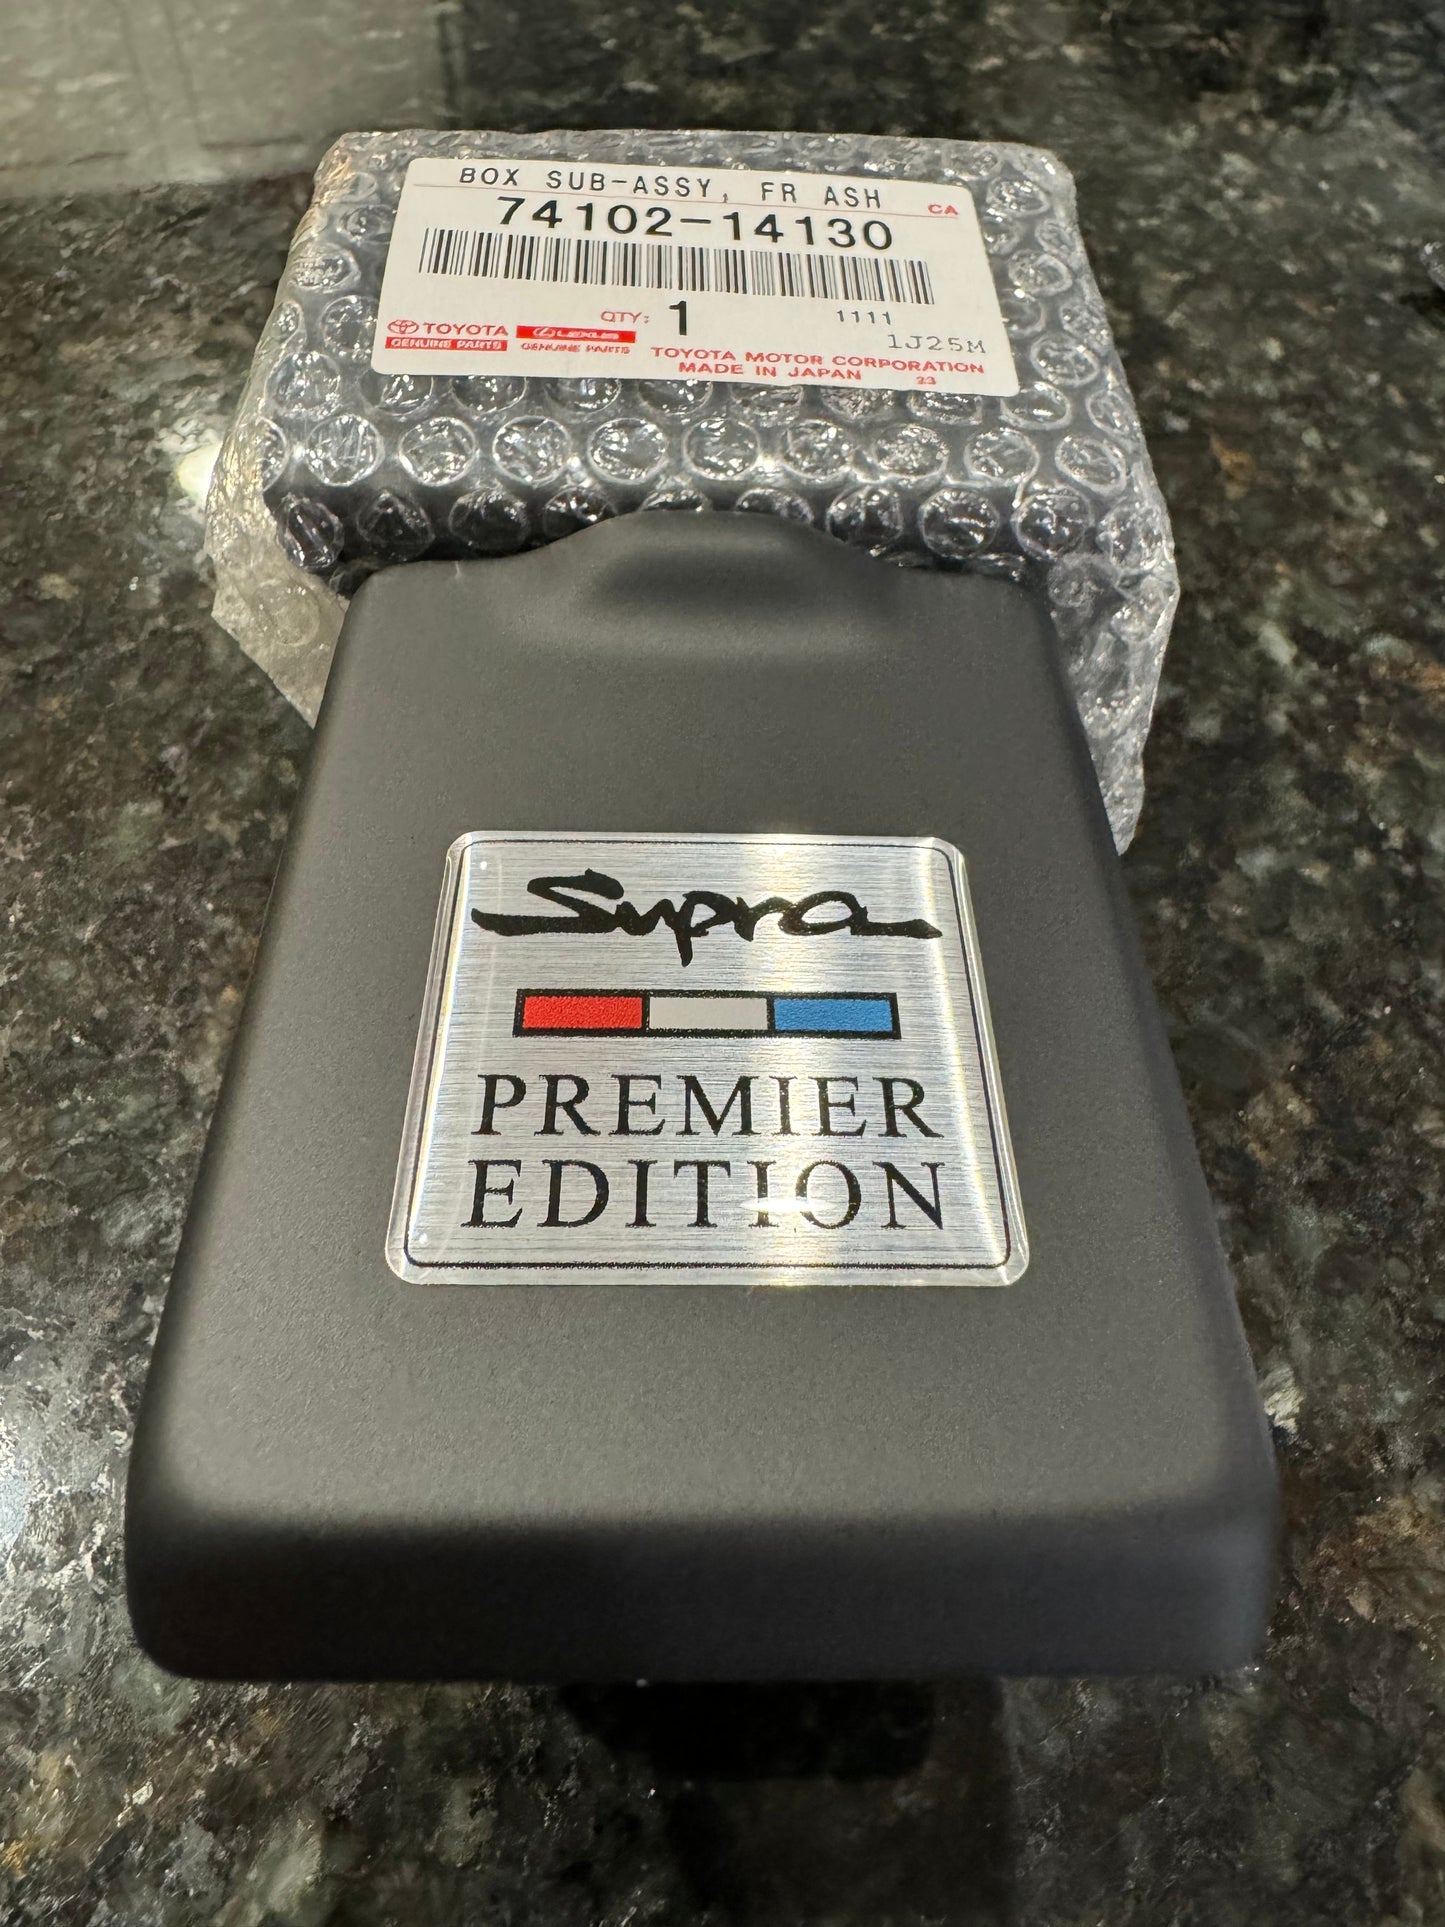 BOX SUB-ASSY, FR ASH
CA
74102-14130
QTY: 1
1111
1J25M
TOYOTA
GENUINE PARTS
LEXUS
GENUINE PARTS
TOYOTA MOTOR CORPORATION
MADE IN JAPAN
23
Supra
PREMIER
EDITION